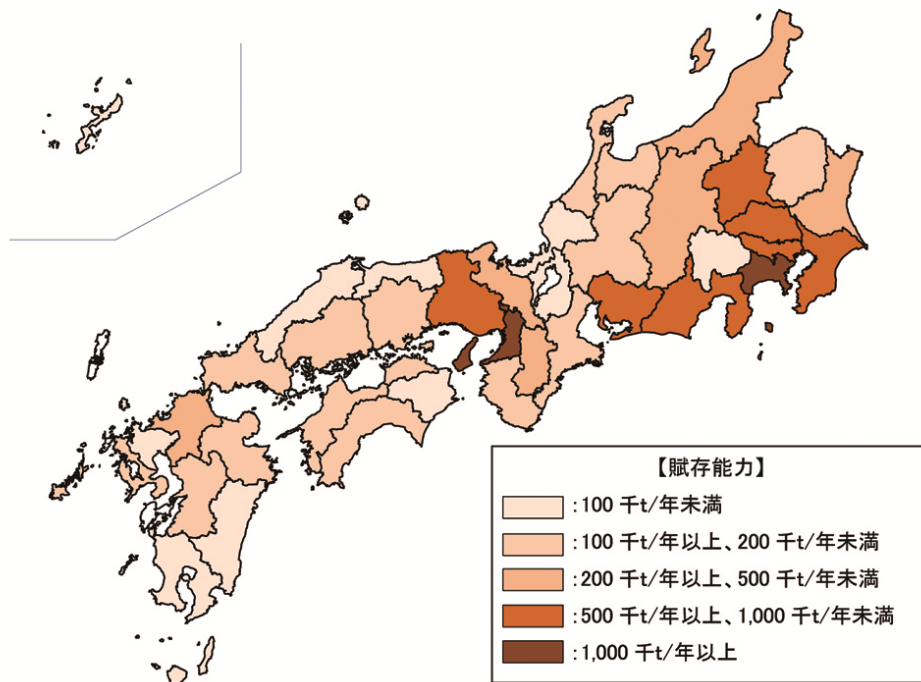 【賦存能力】
:100 千t/年未満
:100 千t/年以上、200 千t/年未満
:200 千t/年以上、500 千t/年未満
:500 千t/年以上、1,000 千t/年未満
:1,000 千t/年以上